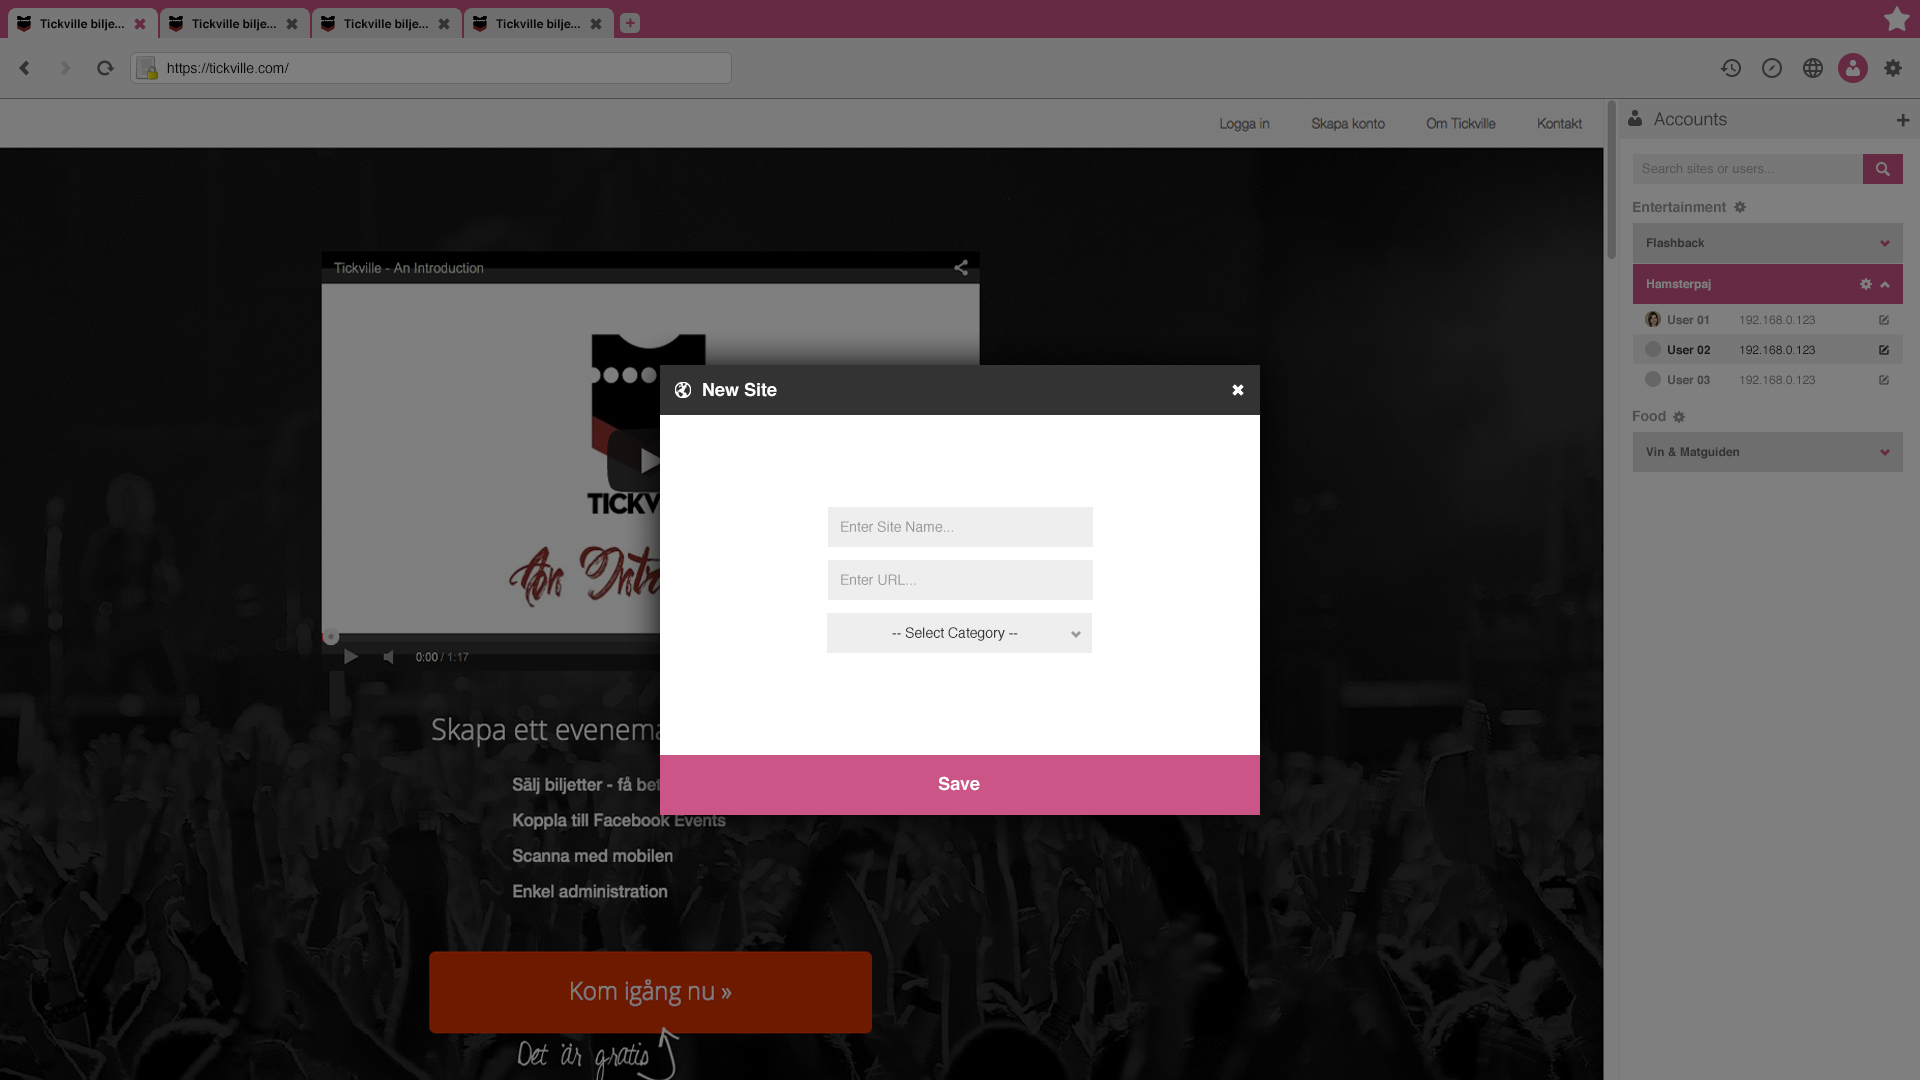 Tickville bilje...
Tickville bilje...
Tickville bilje...
Tickville bilje...
https://tickville.com/
Logga in
Skapa konto
Om Tickville
Kontakt
Accounts
Search sites or users...
Entertainment
Flashback
Hamsterpaj
User 01 192.168.0.123
User 02 192.168.0.123
User 03 192.168.0.123
Food
Vin & Matguiden
Tickville - An Introduction
TICKV
An Intr
0:00 / 1:17
New Site
Enter Site Name...
Enter URL...
-- Select Category --
Save
Skapa ett evenema
Sälj biljetter - få bet
Koppla till Facebook Events
Scanna med mobilen
Enkel administration
Kom igång nu »
Det är gratis